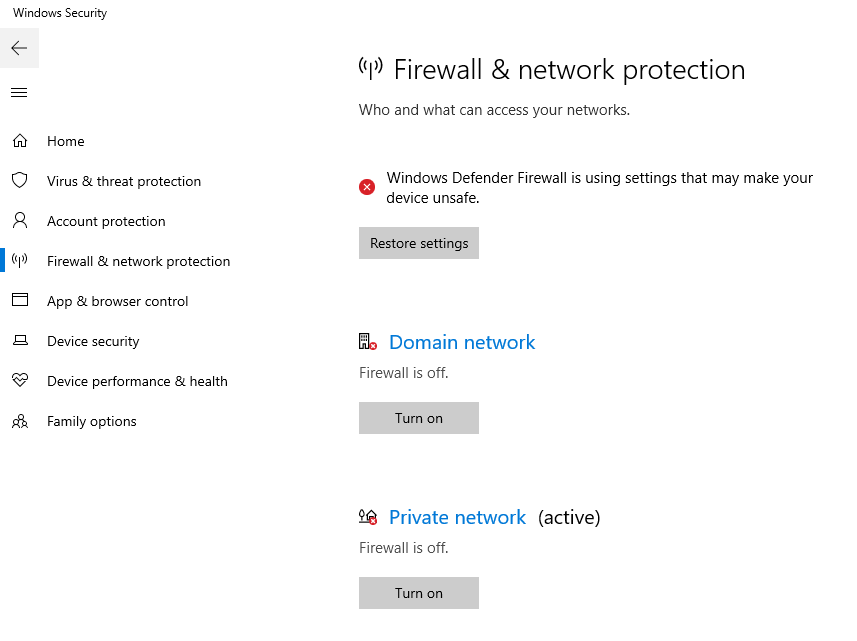 Windows Security
Home
Virus & threat protection
Account protection
Firewall & network protection
App & browser control
Device security
Device performance & health
Family options
Firewall & network protection
Who and what can access your networks.
Windows Defender Firewall is using settings that may make your
device unsafe.
Restore settings
Domain network
Firewall is off.
Turn on
Private network (active)
Firewall is off.
Turn on